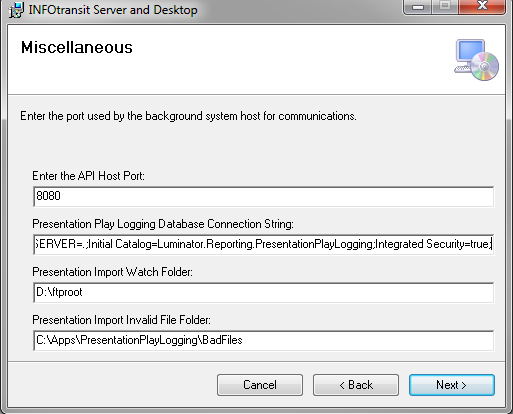 INFOtransit Server and Desktop
Miscellaneous
Enter the port used by the background system host for communications.
Enter the API Host Port:
8080
Presentation Play Logging Database Connection String:
SERVER=.;Initial Catalog=Luminator.Reporting.PresentationPlayLogging;Integrated Security=true;
Presentation Import Watch Folder:
D:\ftproot
Presentation Import Invalid File Folder:
C:\Apps\PresentationPlayLogging\BadFiles
Cancel
< Back
Next >